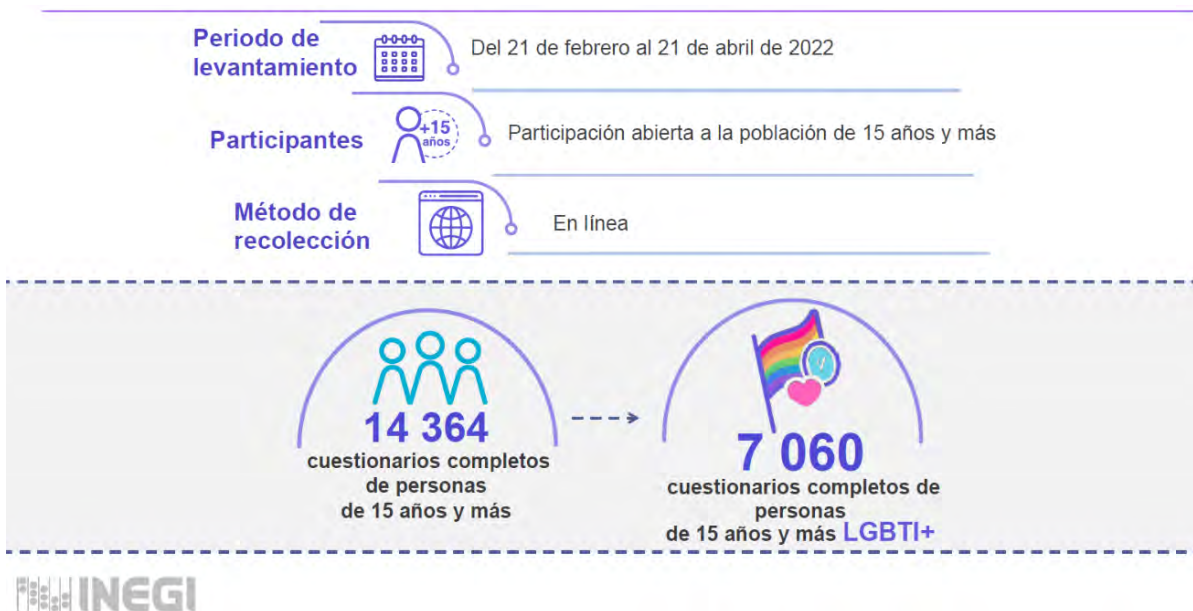 Periodo de
levantamiento
Del 21 de febrero al 21 de abril de 2022
Participantes
+15
años
Participación abierta a la población de 15 años y más
Método de
recolección
En línea
14 364
cuestionarios completos
de personas
de 15 años y más
7 060
cuestionarios completos de
personas
de 15 años y más LGBTI+
INEGI